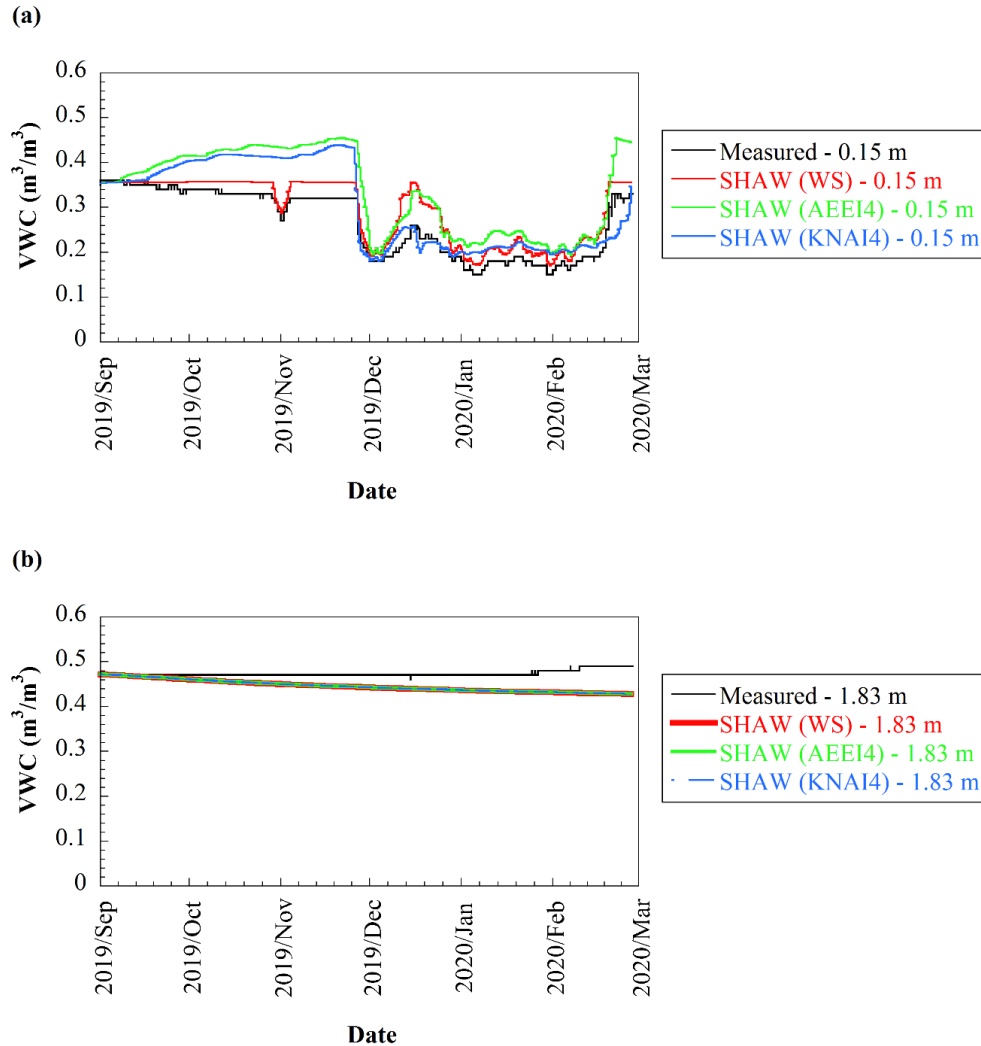 (a)
0.6
0.5
0.4
0.3
0.2
0.1
0
VWC (m³/m³)
2019/Sep
2019/Oct
2019/Nov
2019/Dec
2020/Jan
2020/Feb
2020/Mar
Date
Measured - 0.15 m
SHAW (WS) - 0.15 m
SHAW (AEEI4) - 0.15 m
SHAW (KNAI4) - 0.15 m
(b)
0.6
0.5
0.4
0.3
0.2
0.1
0
VWC (m³/m³)
2019/Sep
2019/Oct
2019/Nov
2019/Dec
2020/Jan
2020/Feb
2020/Mar
Date
Measured - 1.83 m
SHAW (WS) - 1.83 m
SHAW (AEEI4) - 1.83 m
SHAW (KNAI4) - 1.83 m